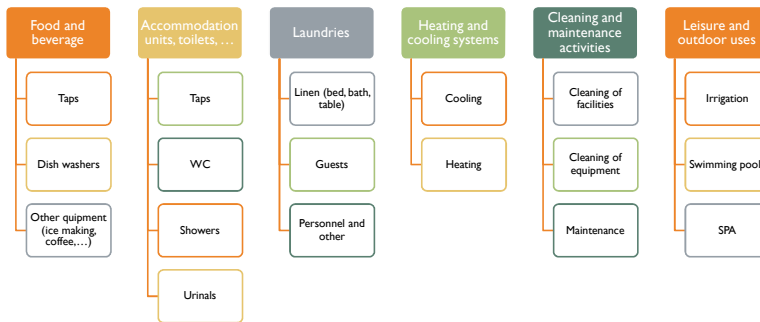 Food and
beverage
Taps
Dish washers
Other quipment
(ice making,
coffee,…)
Accommodation
units, toilets, …
Taps
WC
Showers
Urinals
Laundries
Linen (bed, bath,
table)
Guests
Personnel and
other
Heating and
cooling systems
Cooling
Heating
Cleaning and
maintenance
activities
Cleaning of
facilities
Cleaning of
equipment
Maintenance
Leisure and
outdoor uses
Irrigation
Swimming pool
SPA